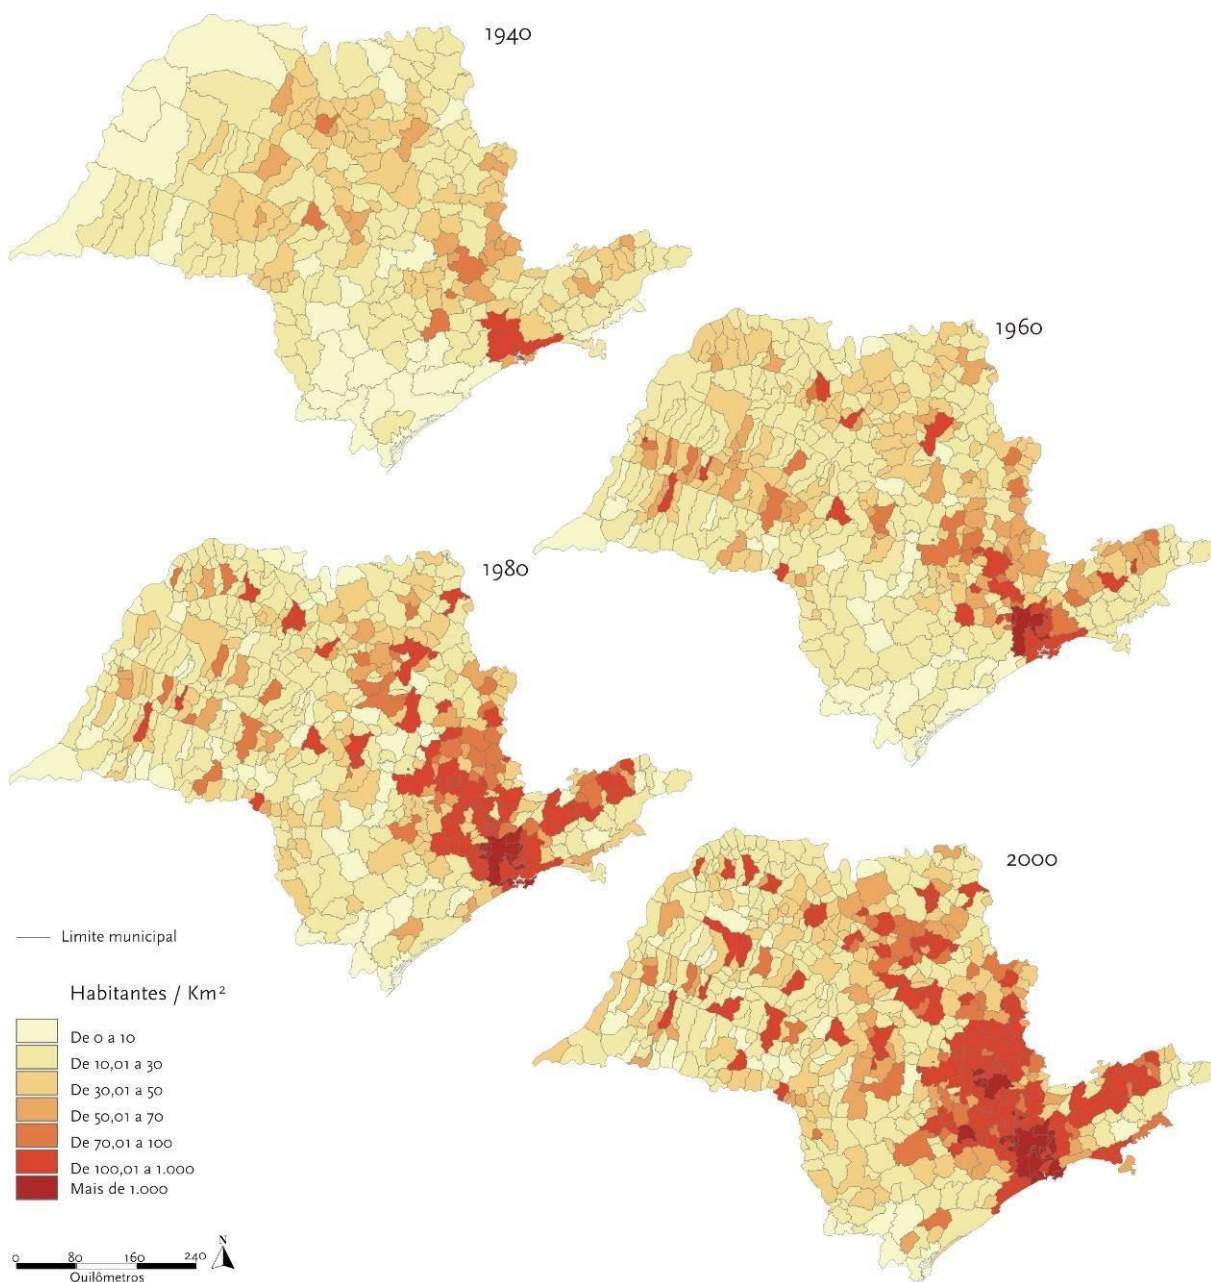 1940
1960
1980
2000
Limite municipal
Habitantes / Km²
De 0 a 10
De 10,01 a 30
De 30,01 a 50
De 50,01 a 70
De 70,01 a 100
De 100,01 a 1.000
Mais de 1.000
N
0 80 160 240
Quilômetros